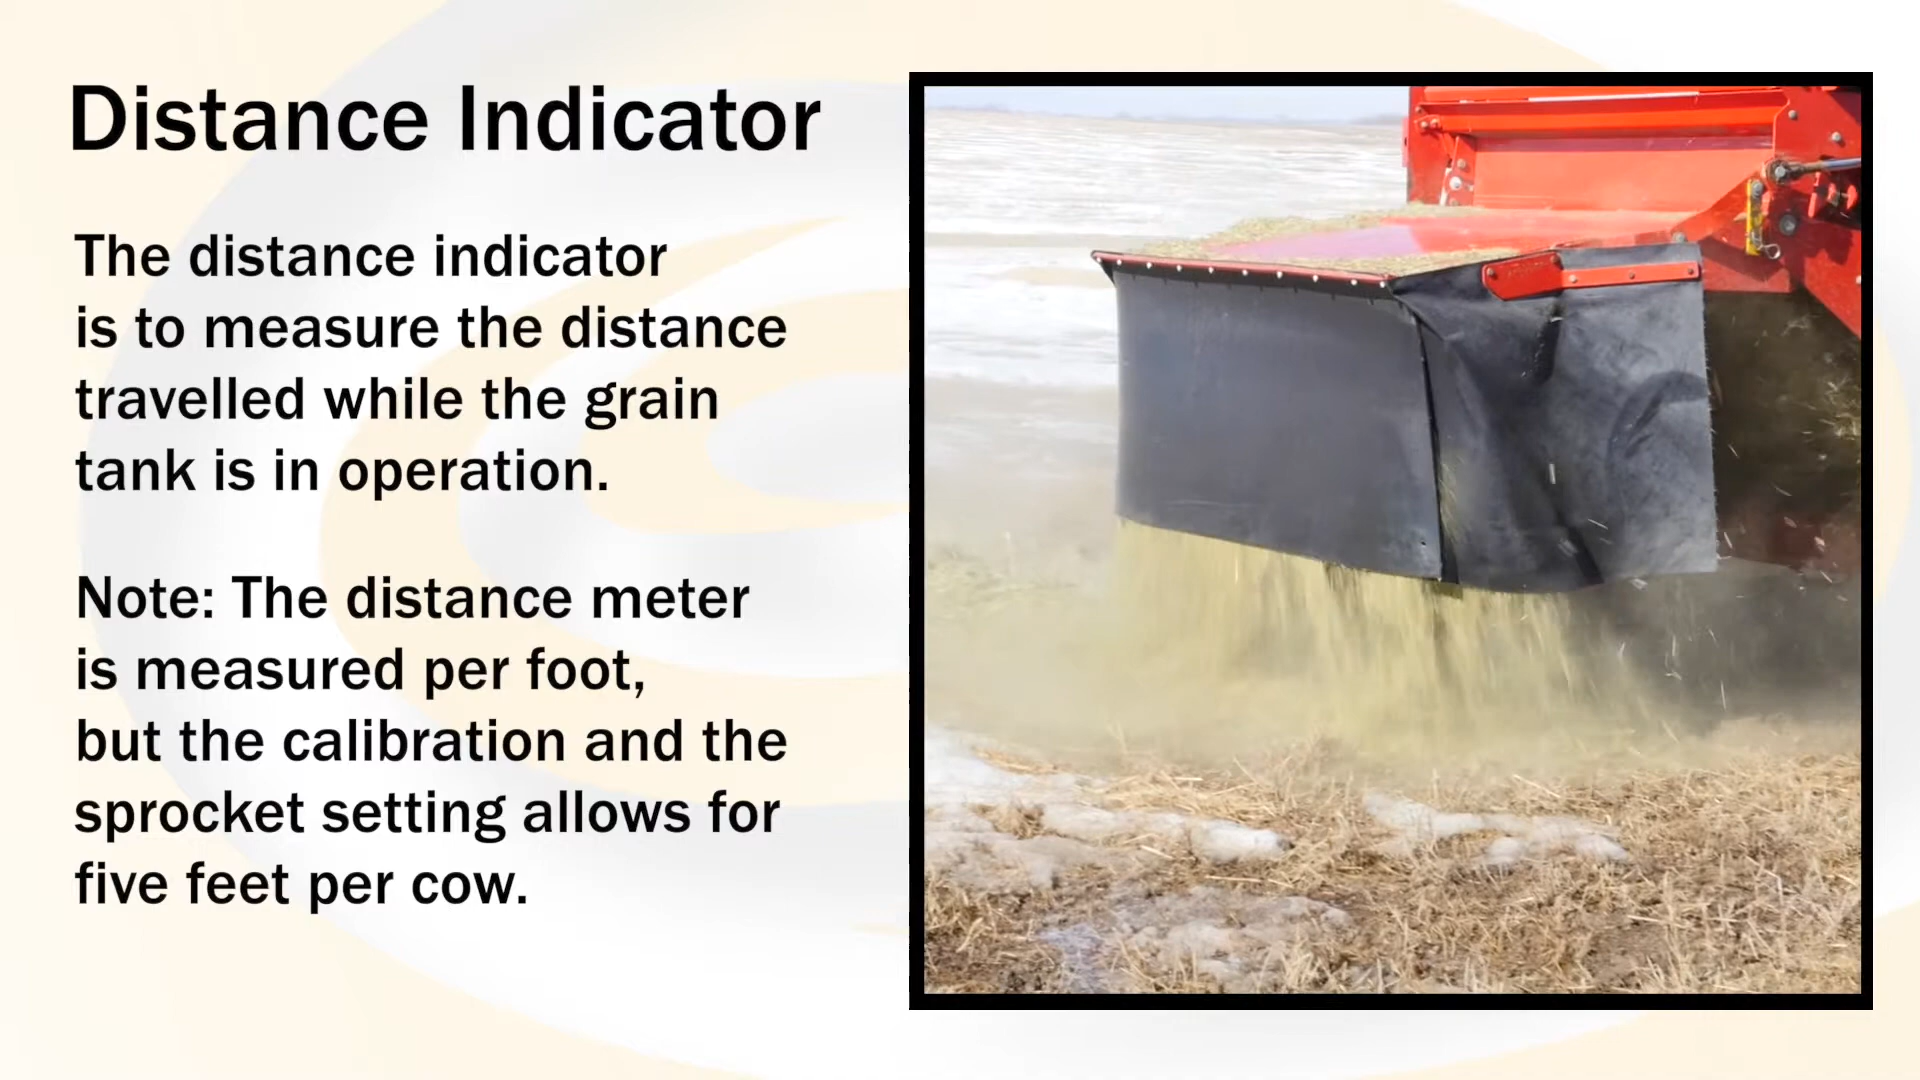 Distance Indicator
The distance indicator
is to measure the distance
travelled while the grain
tank is in operation.
Note: The distance meter
is measured per foot,
but the calibration and the
sprocket setting allows for
five feet per cow.